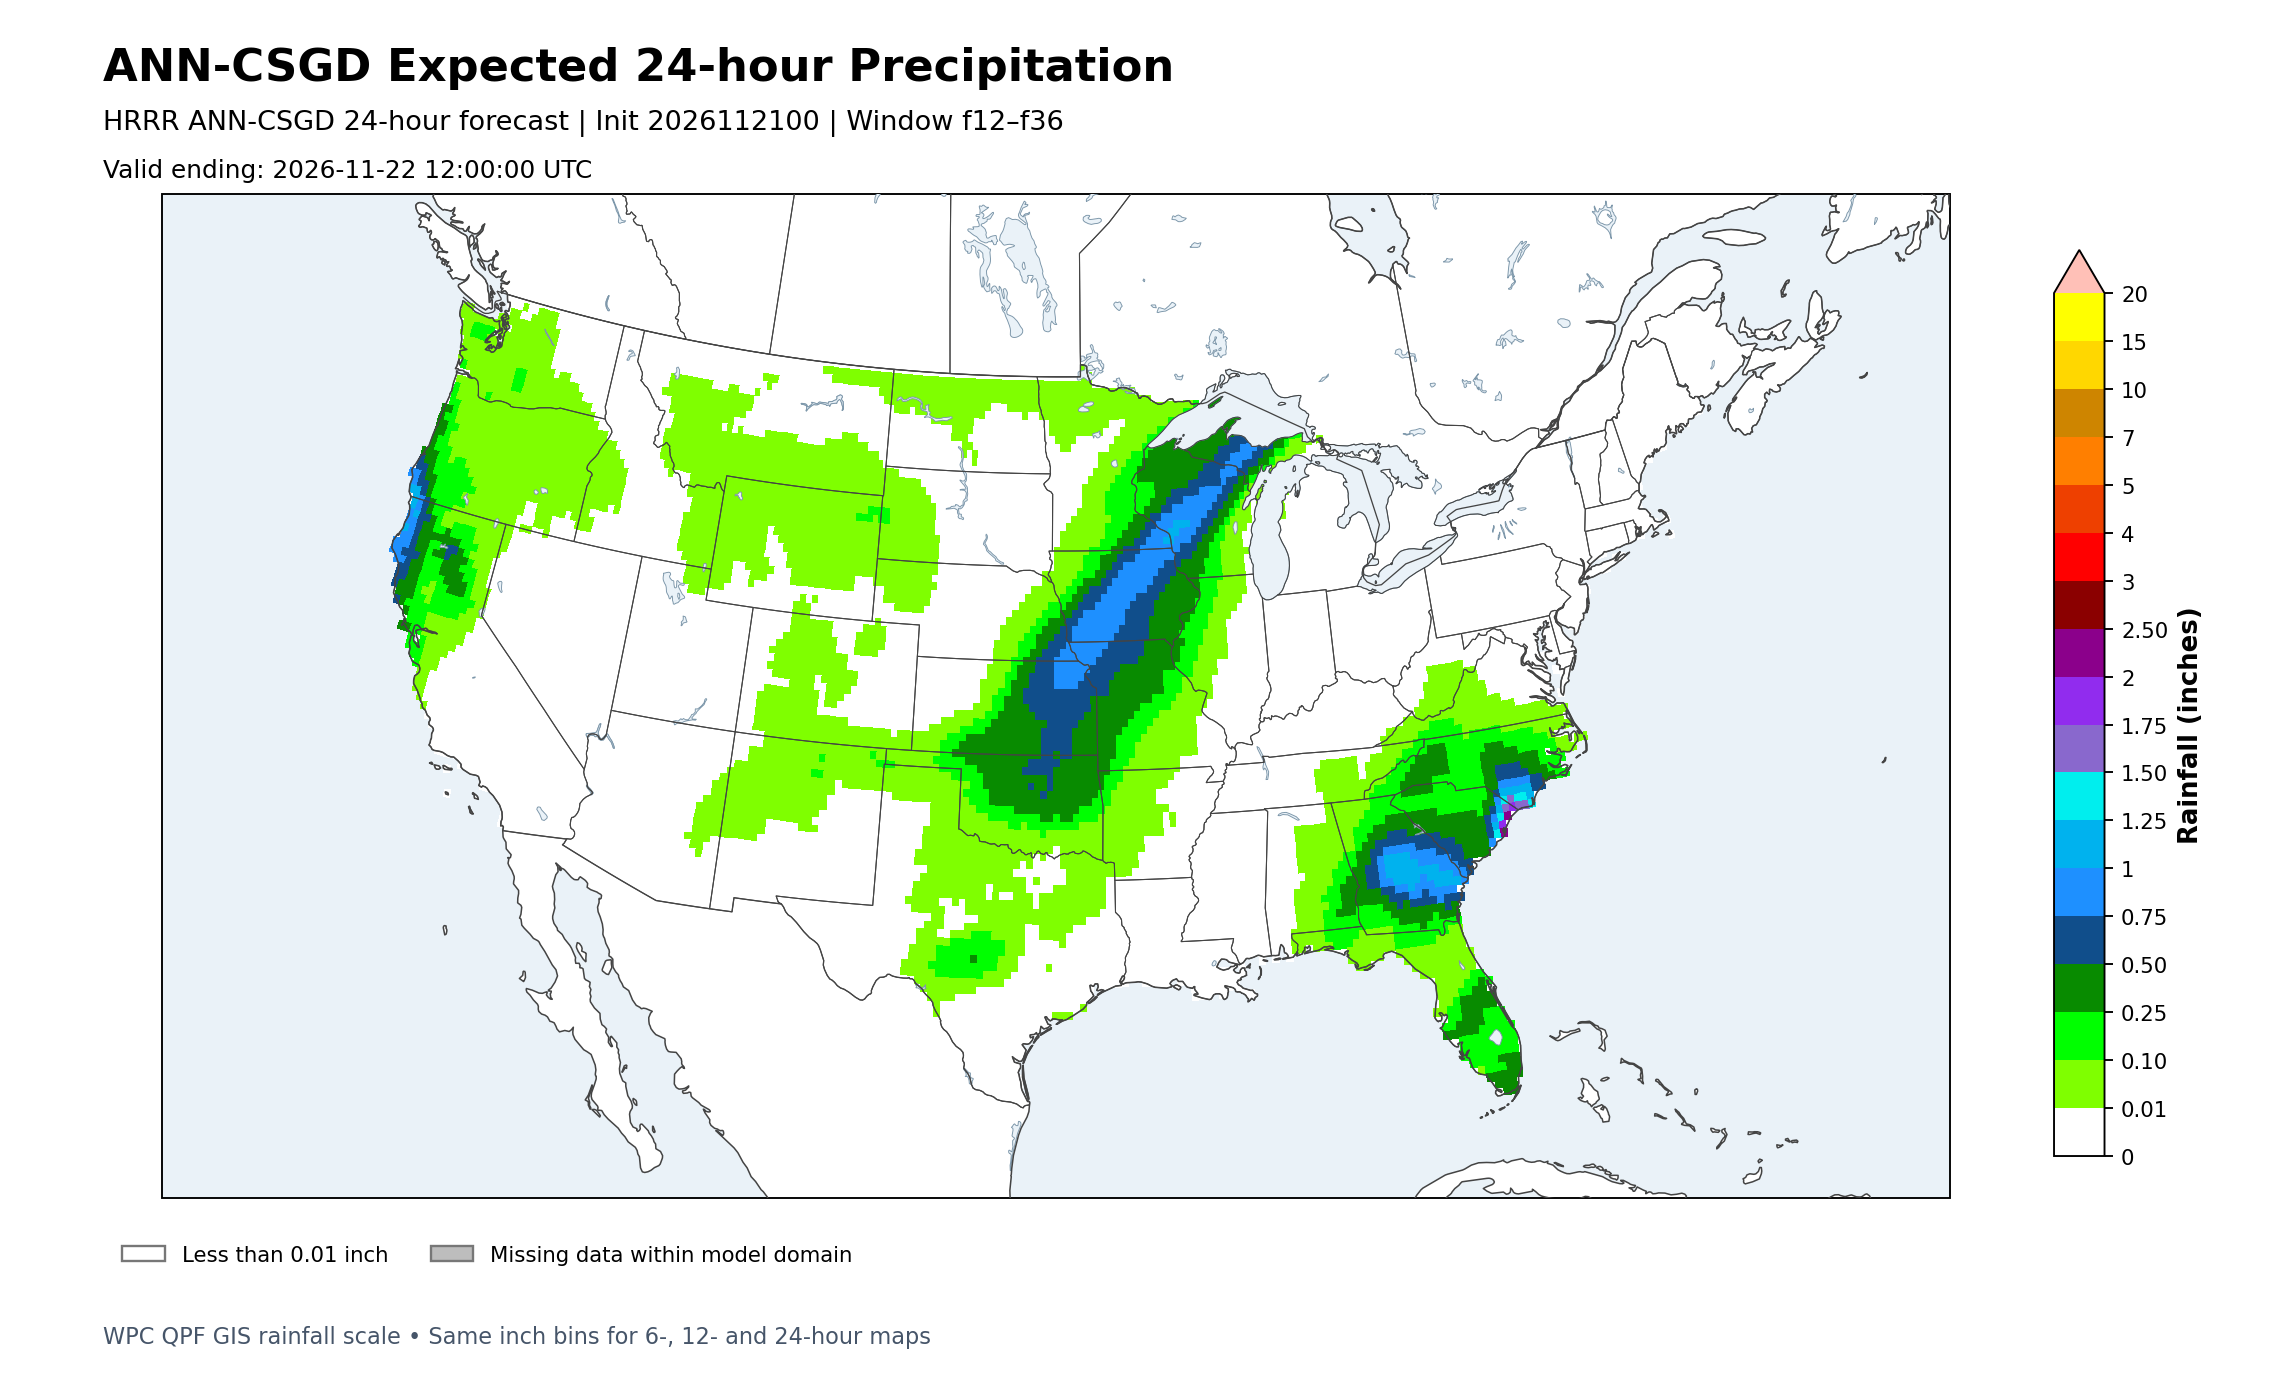 ANN-CSGD Expected 24-hour Precipitation
HRRR ANN-CSGD 24-hour forecast | Init 2026112100 | Window f12–f36
Valid ending: 2026-11-22 12:00:00 UTC
20
15
10
7
5
4
3
2.50
2
1.75
1.50
1.25
1
0.75
0.50
0.25
0.10
0.01
0
Rainfall (inches)
Less than 0.01 inch
Missing data within model domain
WPC QPF GIS rainfall scale • Same inch bins for 6-, 12- and 24-hour maps